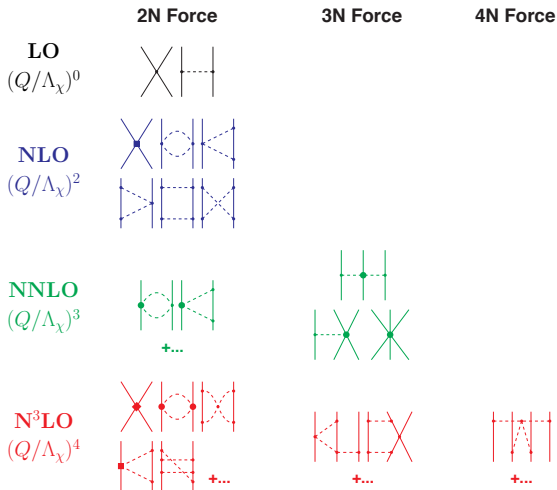 2N Force 3N Force 4N Force
LO
(Q/Λχ)⁰
NLO
(Q/Λχ)²
NNLO
(Q/Λχ)³
+...
N³LO
(Q/Λχ)⁴
+... +... +...